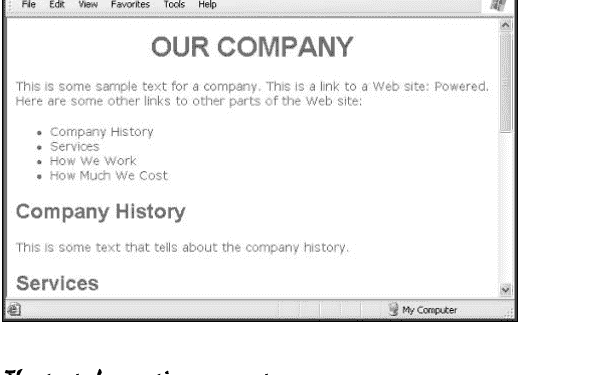 File Edit View Favorites Tools Help
OUR COMPANY
This is some sample text for a company. This is a link to a Web site: Powered.
Here are some other links to other parts of the Web site:
• Company History
• Services
• How We Work
• How Much We Cost
Company History
This is some text that tells about the company history.
Services
My Computer